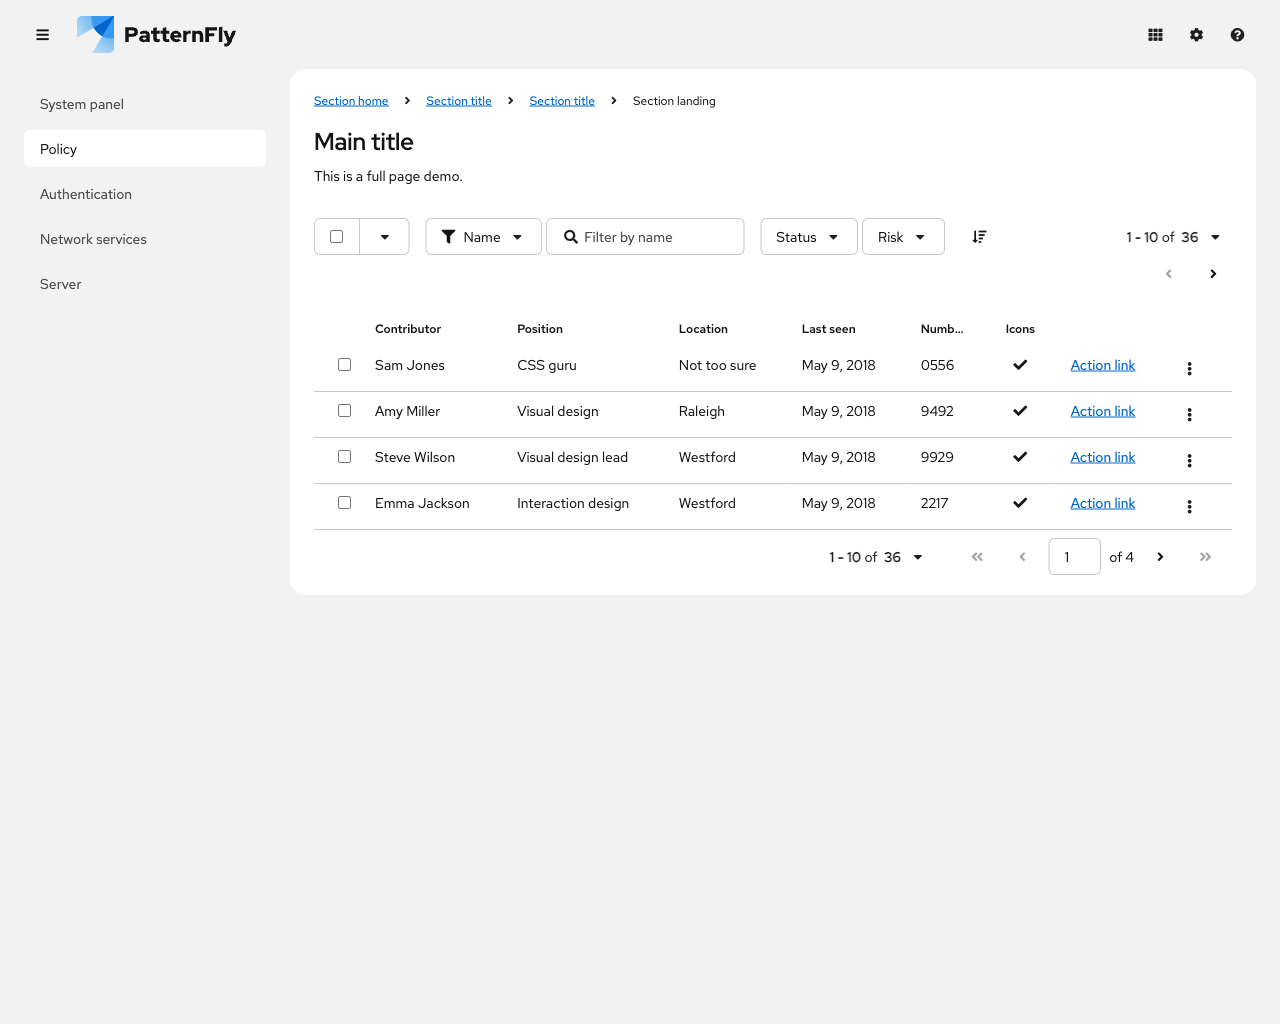 PatternFly
System panel
Policy
Authentication
Network services
Server
Section home Section title Section title Section landing
Main title
This is a full page demo.
Name Filter by name Status Risk 1 - 10 of 36
Contributor Position Location Last seen Numb... Icons
Sam Jones CSS guru Not too sure May 9, 2018 0556 Action link
Amy Miller Visual design Raleigh May 9, 2018 9492 Action link
Steve Wilson Visual design lead Westford May 9, 2018 9929 Action link
Emma Jackson Interaction design Westford May 9, 2018 2217 Action link
1 - 10 of 36 1 of 4